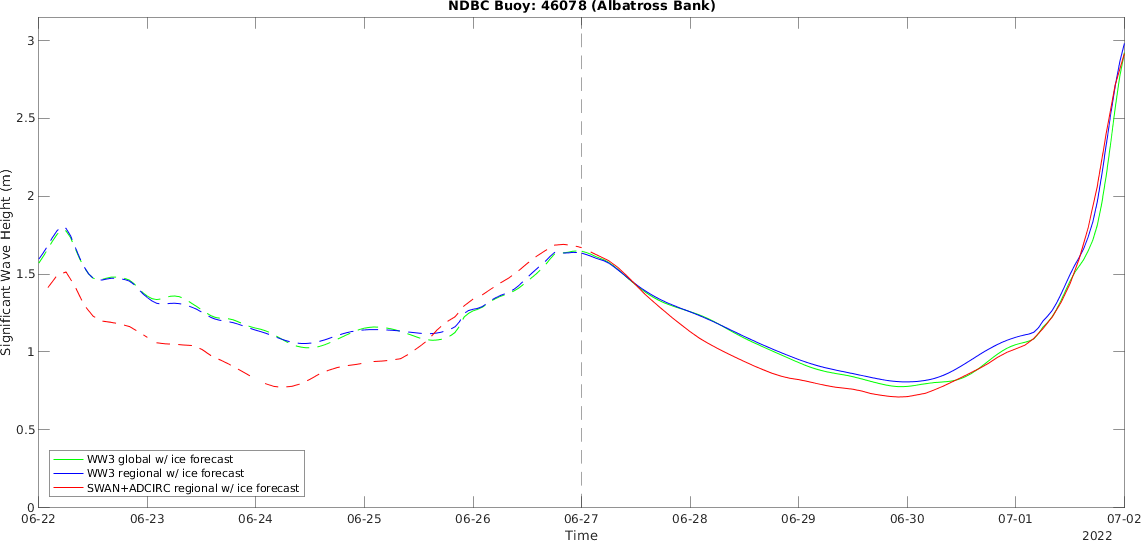 NDBC Buoy: 46078 (Albatross Bank)
Significant Wave Height (m)
3
2.5
2
1.5
1
0.5
0
WW3 global w/ ice forecast
WW3 regional w/ ice forecast
SWAN+ADCIRC regional w/ ice forecast
06-22 06-23 06-24 06-25 06-26 06-27 06-28 06-29 06-30 07-01 07-02
Time
2022